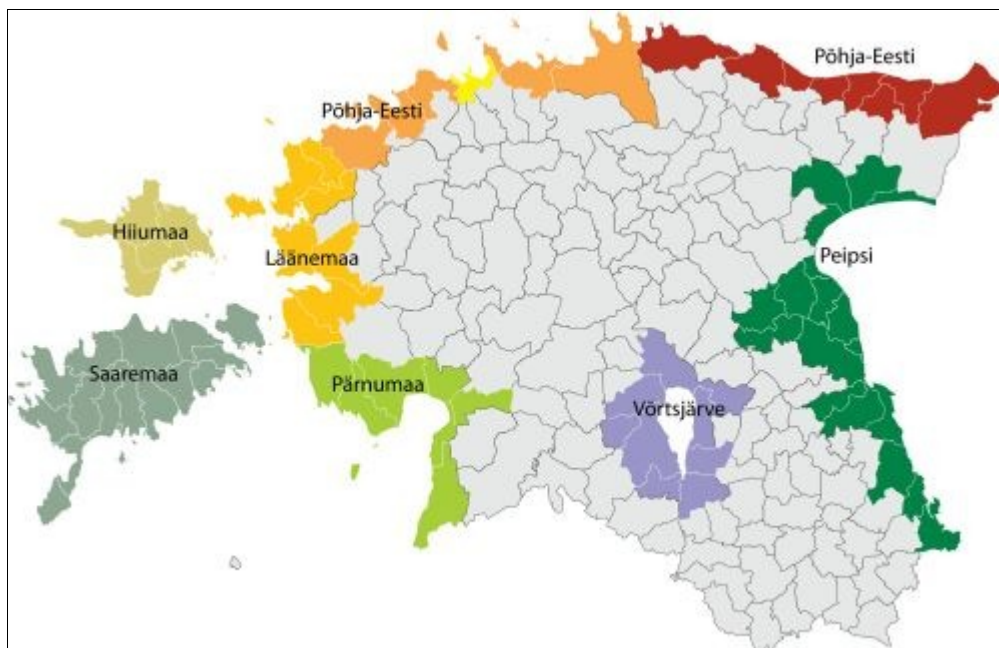 Põhja-Eesti
Põhja-Eesti
Hiiumaa
Läänemaa
Peipsi
Saaremaa
Pärnumaa
Võrtsjärve